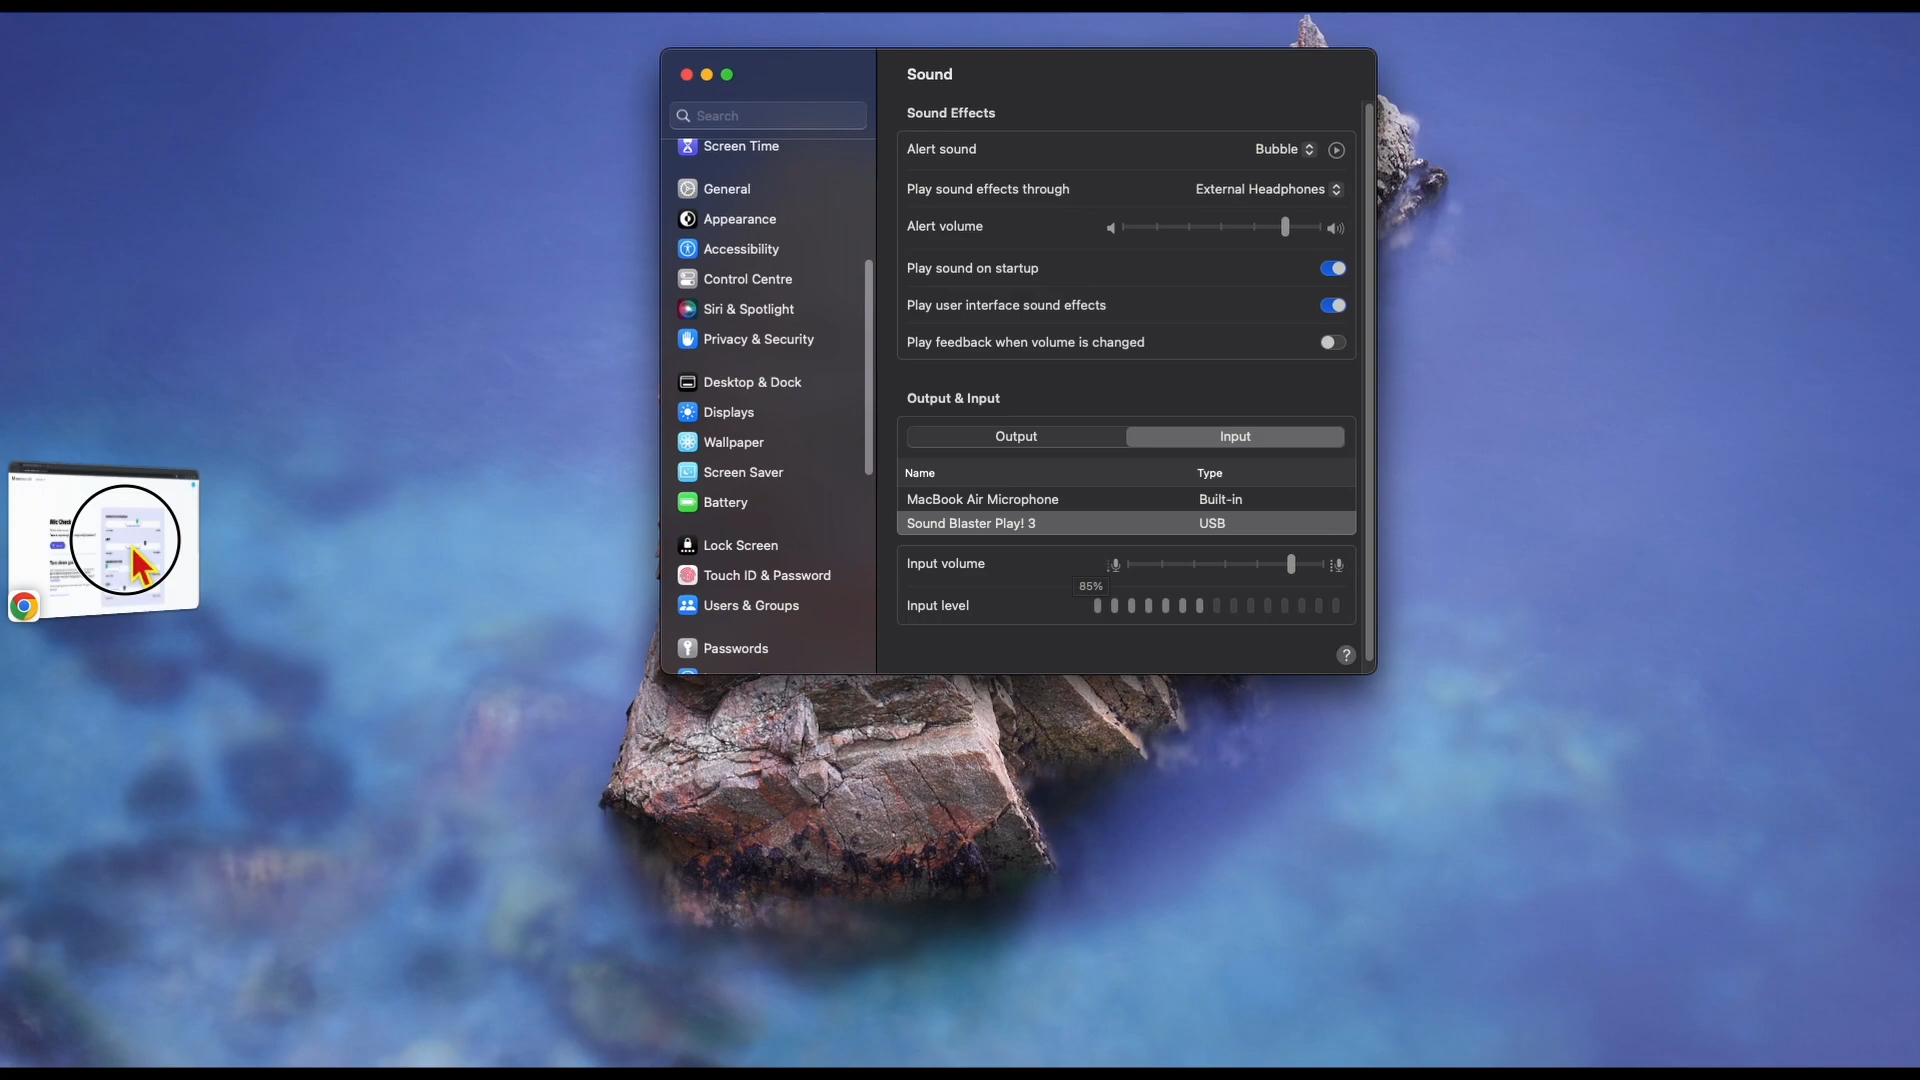 Sound
Search
Screen Time
General
Appearance
Accessibility
Control Centre
Siri & Spotlight
Privacy & Security
Desktop & Dock
Displays
Wallpaper
Screen Saver
Battery
Lock Screen
Touch ID & Password
Users & Groups
Passwords
Sound Effects
Alert sound Bubble
Play sound effects through External Headphones
Alert volume
Play sound on startup
Play user interface sound effects
Play feedback when volume is changed
Output & Input
Output Input
Name Type
MacBook Air Microphone Built-in
Sound Blaster Play! 3 USB
Input volume
85%
Input level
?
Mic Check